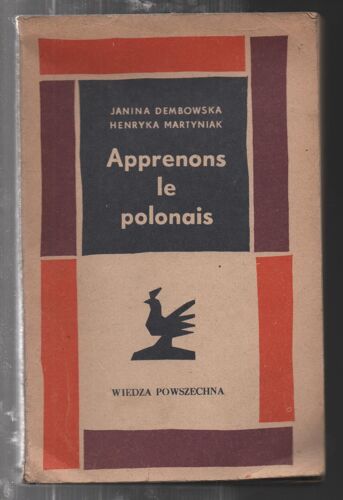 JANINA DEMBOWSKA
HENRYKA MARTYNIAK
Apprenons
le
polonais
WIEDZA POWSZECHNA